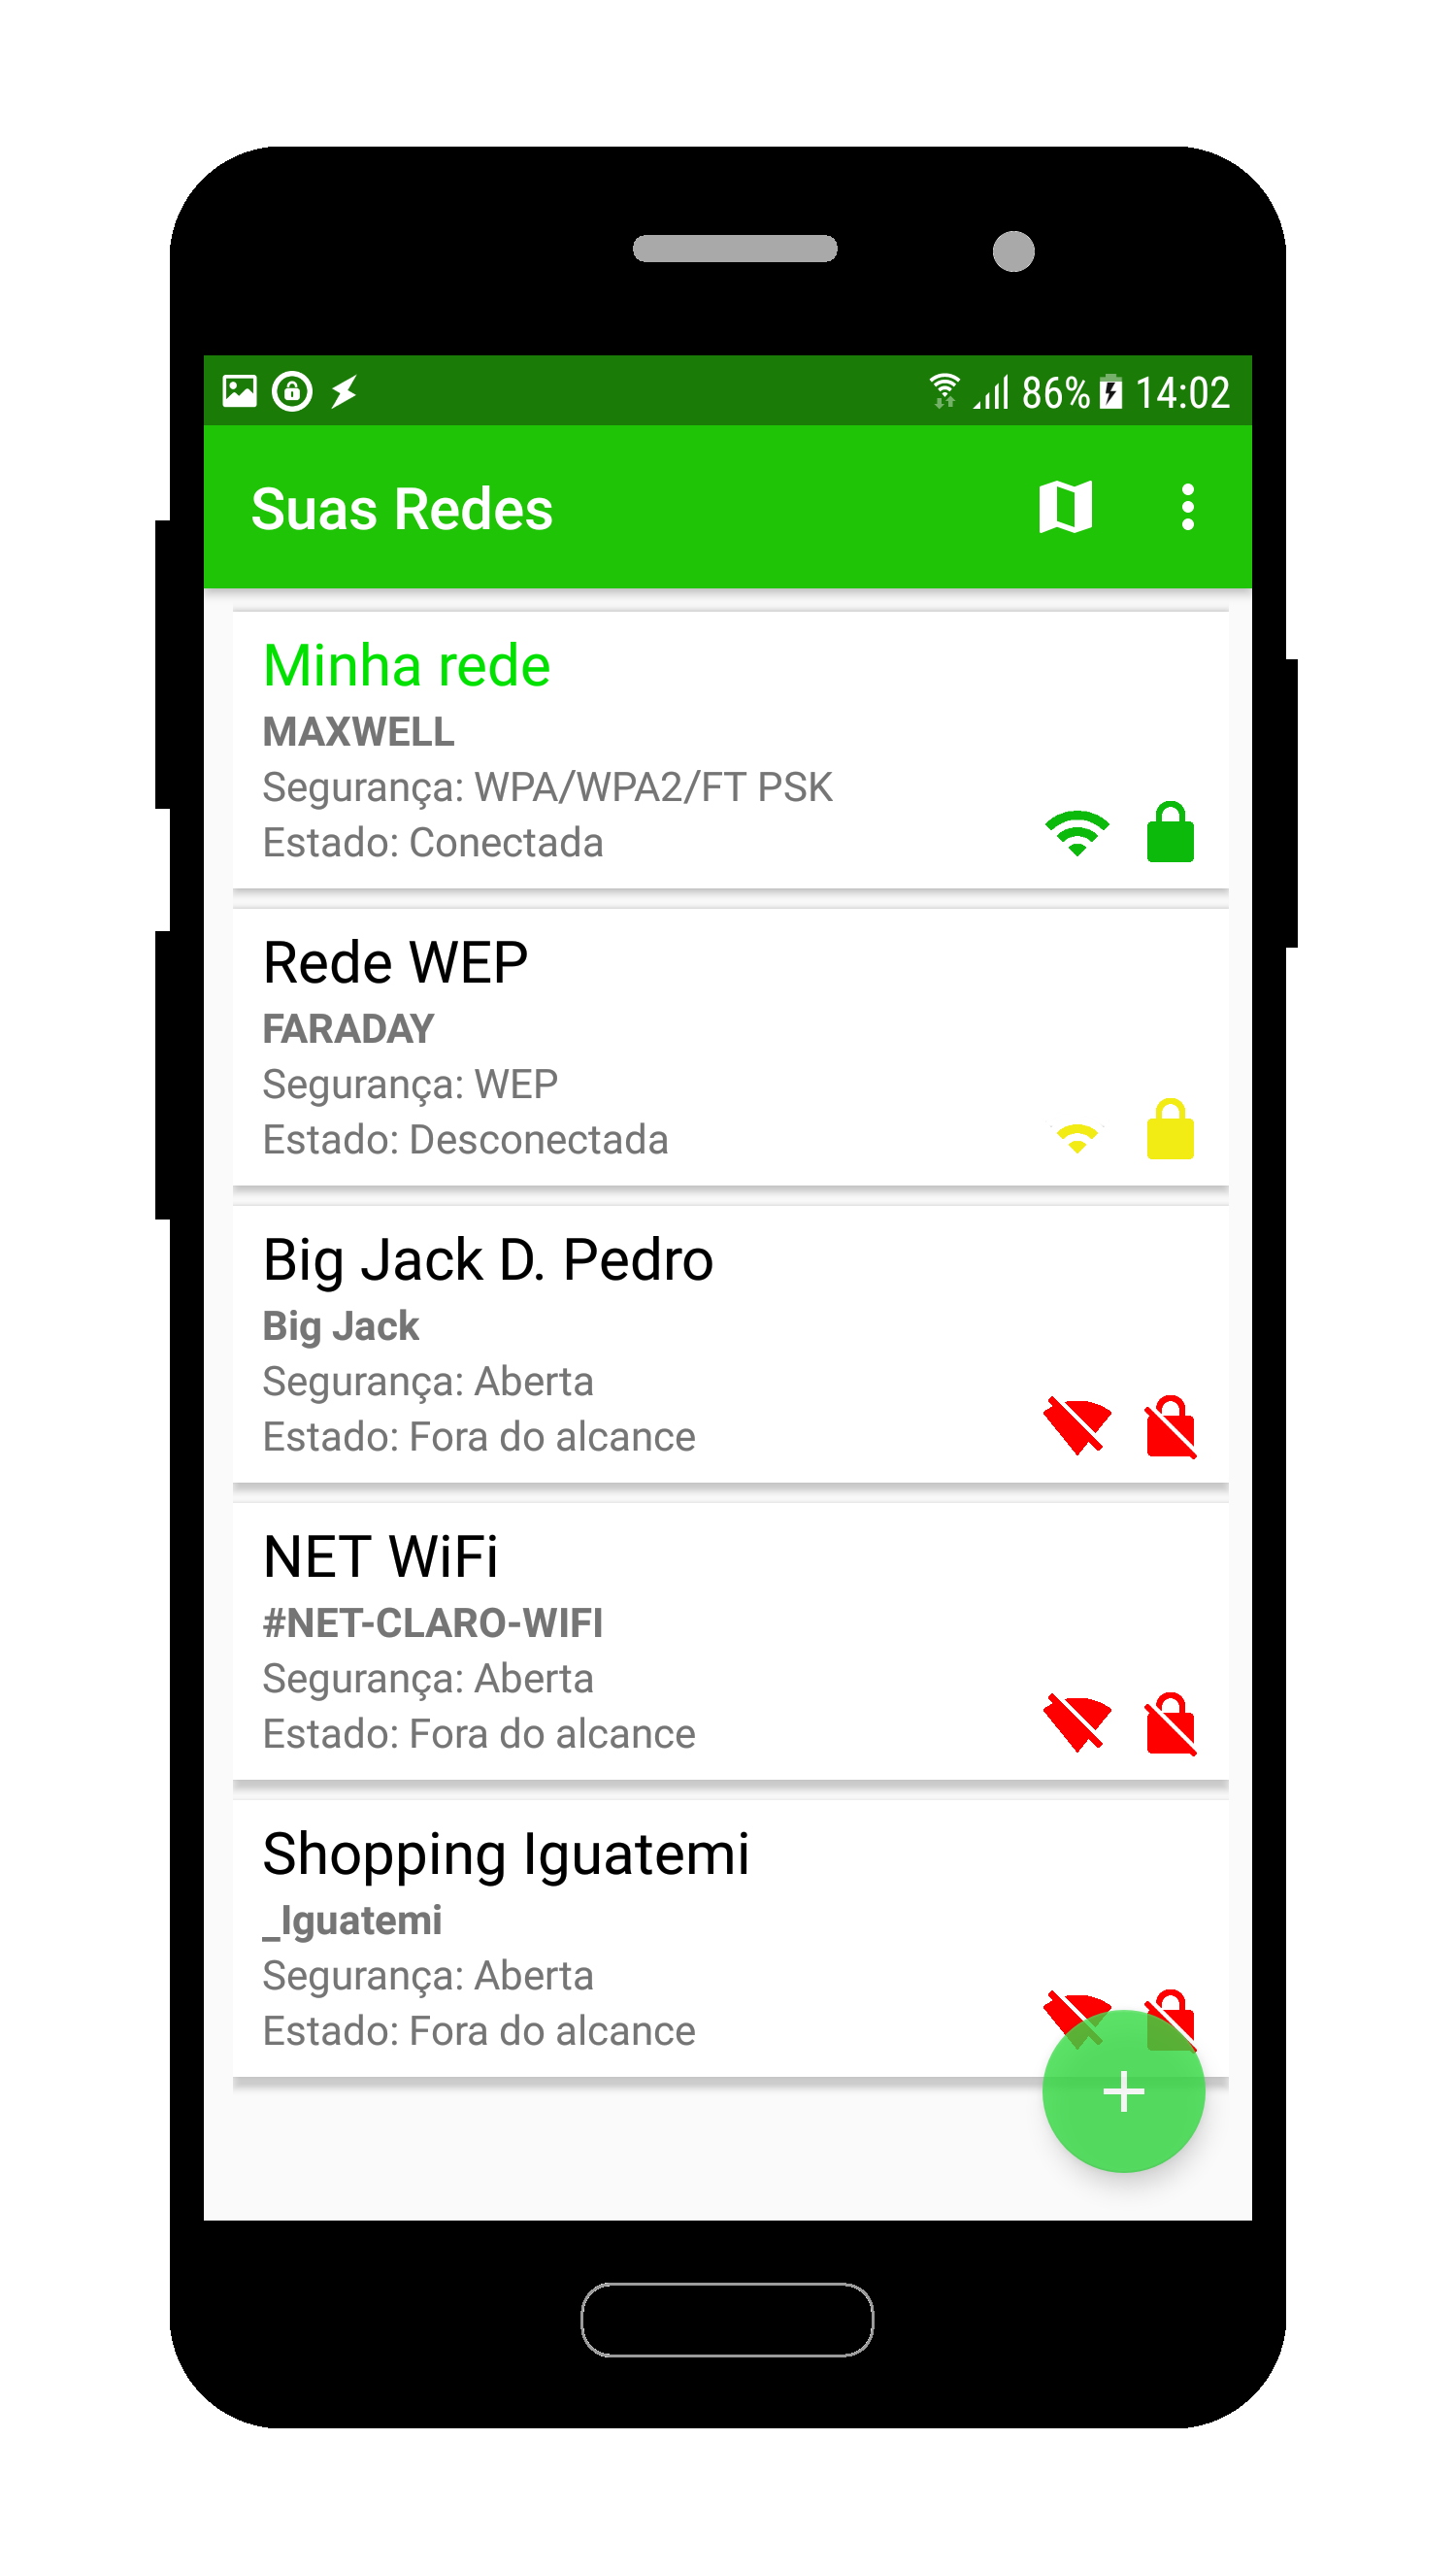 86% 14:02
Suas Redes
Minha rede
MAXWELL
Segurança: WPA/WPA2/FT PSK
Estado: Conectada
Rede WEP
FARADAY
Segurança: WEP
Estado: Desconectada
Big Jack D. Pedro
Big Jack
Segurança: Aberta
Estado: Fora do alcance
NET WiFi
#NET-CLARO-WIFI
Segurança: Aberta
Estado: Fora do alcance
Shopping Iguatemi
_Iguatemi
Segurança: Aberta
Estado: Fora do alcance